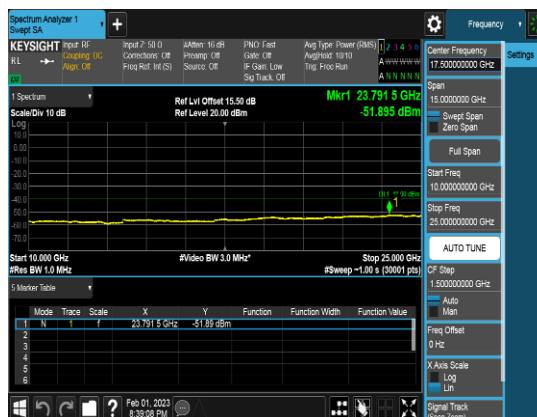 Spectrum Analyzer 1
Swept SA
Frequency
KEYSIGHT
RL
Input: RF
Coupling: DC
Align: Off
Input Z: 50 Ω
Corrections: Off
Freq Ref: Int (S)
#Atten: 16 dB
Preamp: Off
Source: Off
PNO: Fast
Gate: Off
IF Gain: Low
Sig Track: Off
Avg Type: Power (RMS)
Avg|Hold: 10/10
Trig: Free Run
1 2 3 4 5 6
A W W W W W
A N N N N N
Center Frequency
17.500000000 GHz
Settings
Span
15.0000000 GHz
Swept Span
Zero Span
Full Span
Start Freq
10.000000000 GHz
Stop Freq
25.000000000 GHz
AUTO TUNE
CF Step
1.500000000 GHz
Auto
Man
Freq Offset
0 Hz
X Axis Scale
Log
Lin
Signal Track
1 Spectrum
Scale/Div 10 dB
Ref Lvl Offset 15.50 dB
Ref Level 20.00 dBm
Mkr1 23.791 5 GHz
-51.895 dBm
Log
10.0
0.00
-10.0
-20.0
-30.0
-40.0
-50.0
-60.0
-70.0
1
Start 10.000 GHz
#Res BW 1.0 MHz
#Video BW 3.0 MHz*
Stop 25.000 GHz
#Sweep ~1.00 s (30001 pts)
5 Marker Table
Mode Trace Scale X Y Function Function Width Function Value
1 N 1 f 23.791 5 GHz -51.89 dBm
2
3
4
5
6
Feb 01, 2023
8:39:08 PM